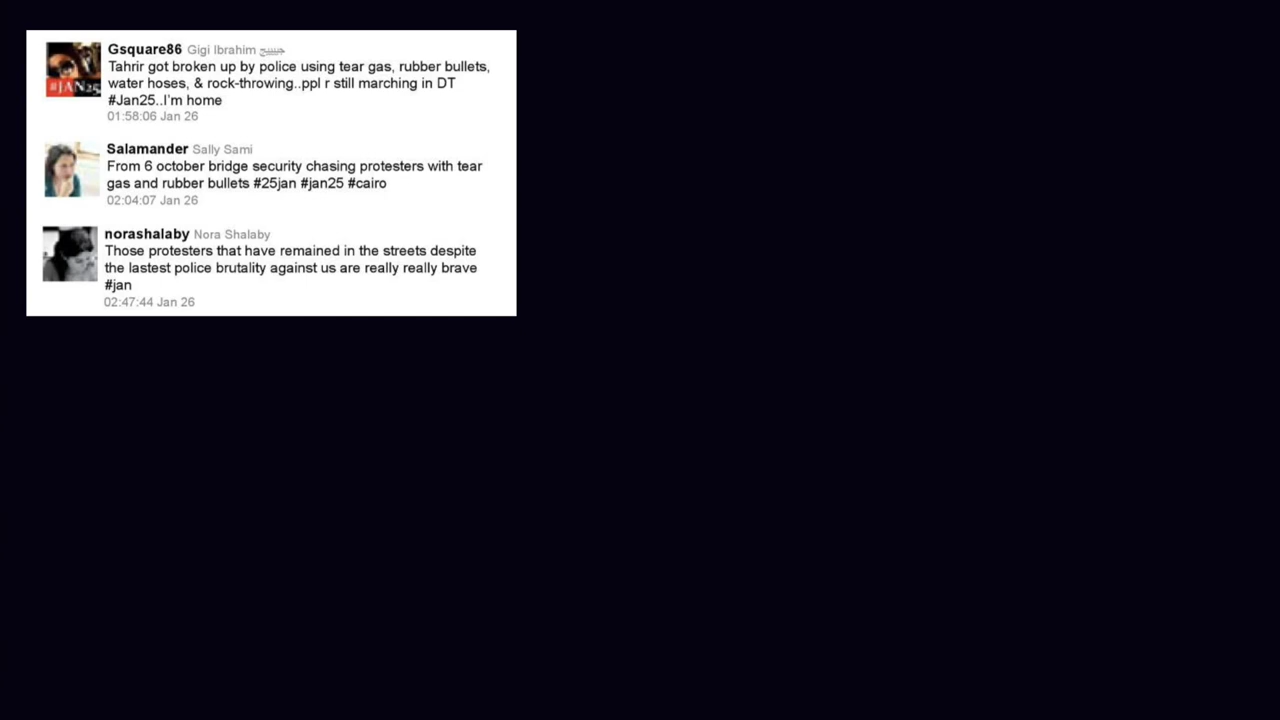 Gsquare86 Gigi Ibrahim
Tahrir got broken up by police using tear gas, rubber bullets,
water hoses, & rock-throwing..ppl r still marching in DT
#Jan25..I'm home
01:58:06 Jan 26
#JAN25
Salamander Sally Sami
From 6 october bridge security chasing protesters with tear
gas and rubber bullets #25jan #jan25 #cairo
02:04:07 Jan 26
norashalaby Nora Shalaby
Those protesters that have remained in the streets despite
the lastest police brutality against us are really really brave
#jan
02:47:44 Jan 26